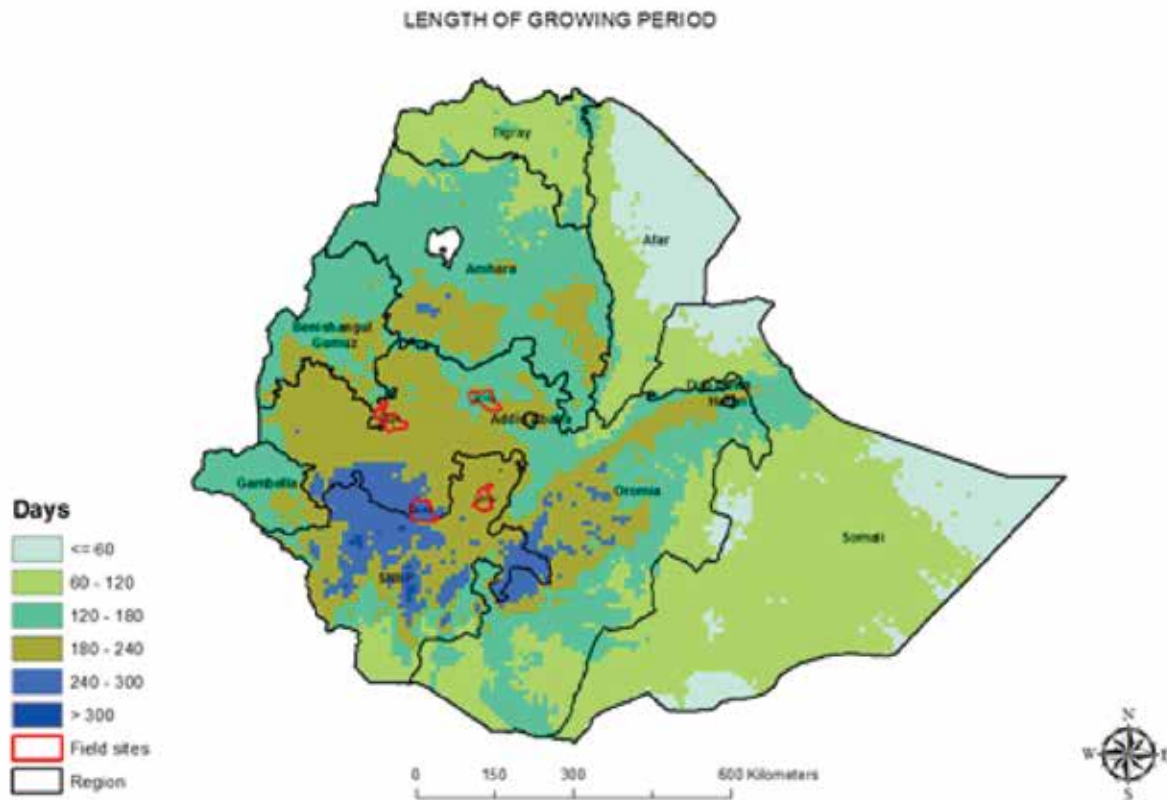 LENGTH OF GROWING PERIOD
Tigray
Afar
Amhara
Benishangul
Gumuz
Addis Ababa
Gambella
Oromia
Somali
Days
<= 60
60 - 120
120 - 180
180 - 240
240 - 300
> 300
Field sites
Region
0 150 300 600 Kilometers
N
W E
S